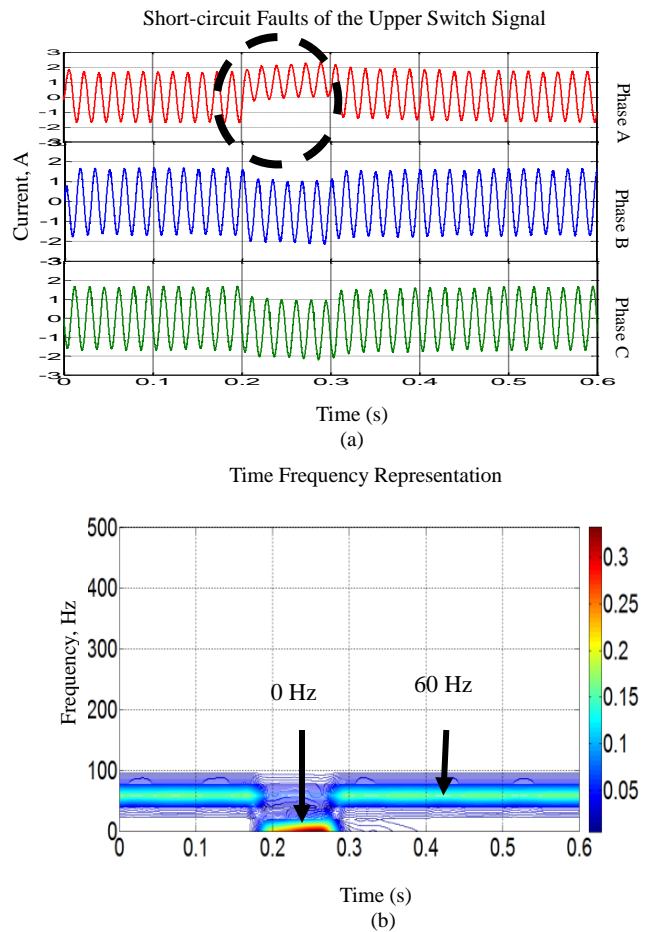 Short-circuit Faults of the Upper Switch Signal
3
2
1
0
-1
-2
-3
2
1
0
-1
-2
-3
2
1
0
-1
-2
-3
Current, A
Phase A
Phase B
Phase C
0 0.1 0.2 0.3 0.4 0.5 0.6
Time (s)
(a)
Time Frequency Representation
500
400
300
200
100
0
Frequency, Hz
0 Hz
60 Hz
0.3
0.25
0.2
0.15
0.1
0.05
0 0.1 0.2 0.3 0.4 0.5 0.6
Time (s)
(b)